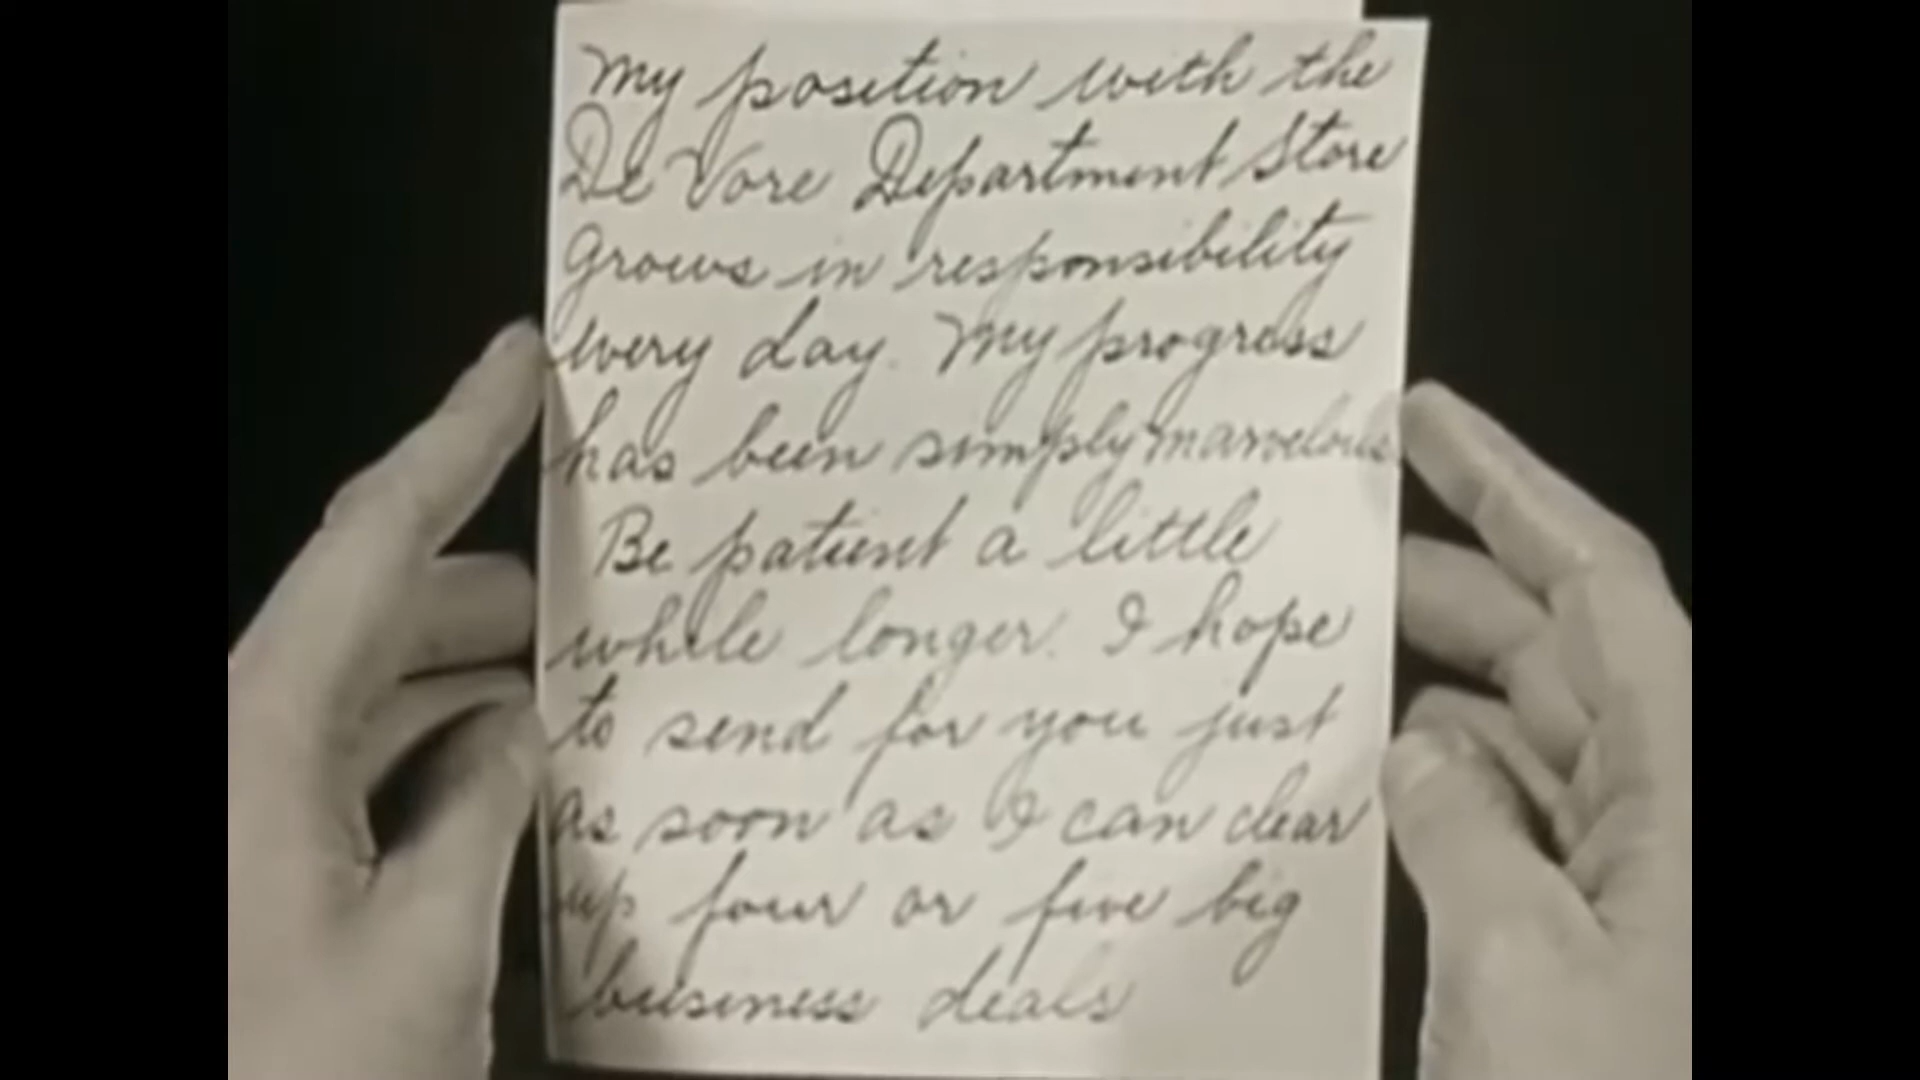 My position with the
De Vore Department Store
grows in responsibility
every day. My progress
has been simply marvelous.
Be patient a little
while longer. I hope
to send for you just
as soon as I can clear
up four or five big
business deals